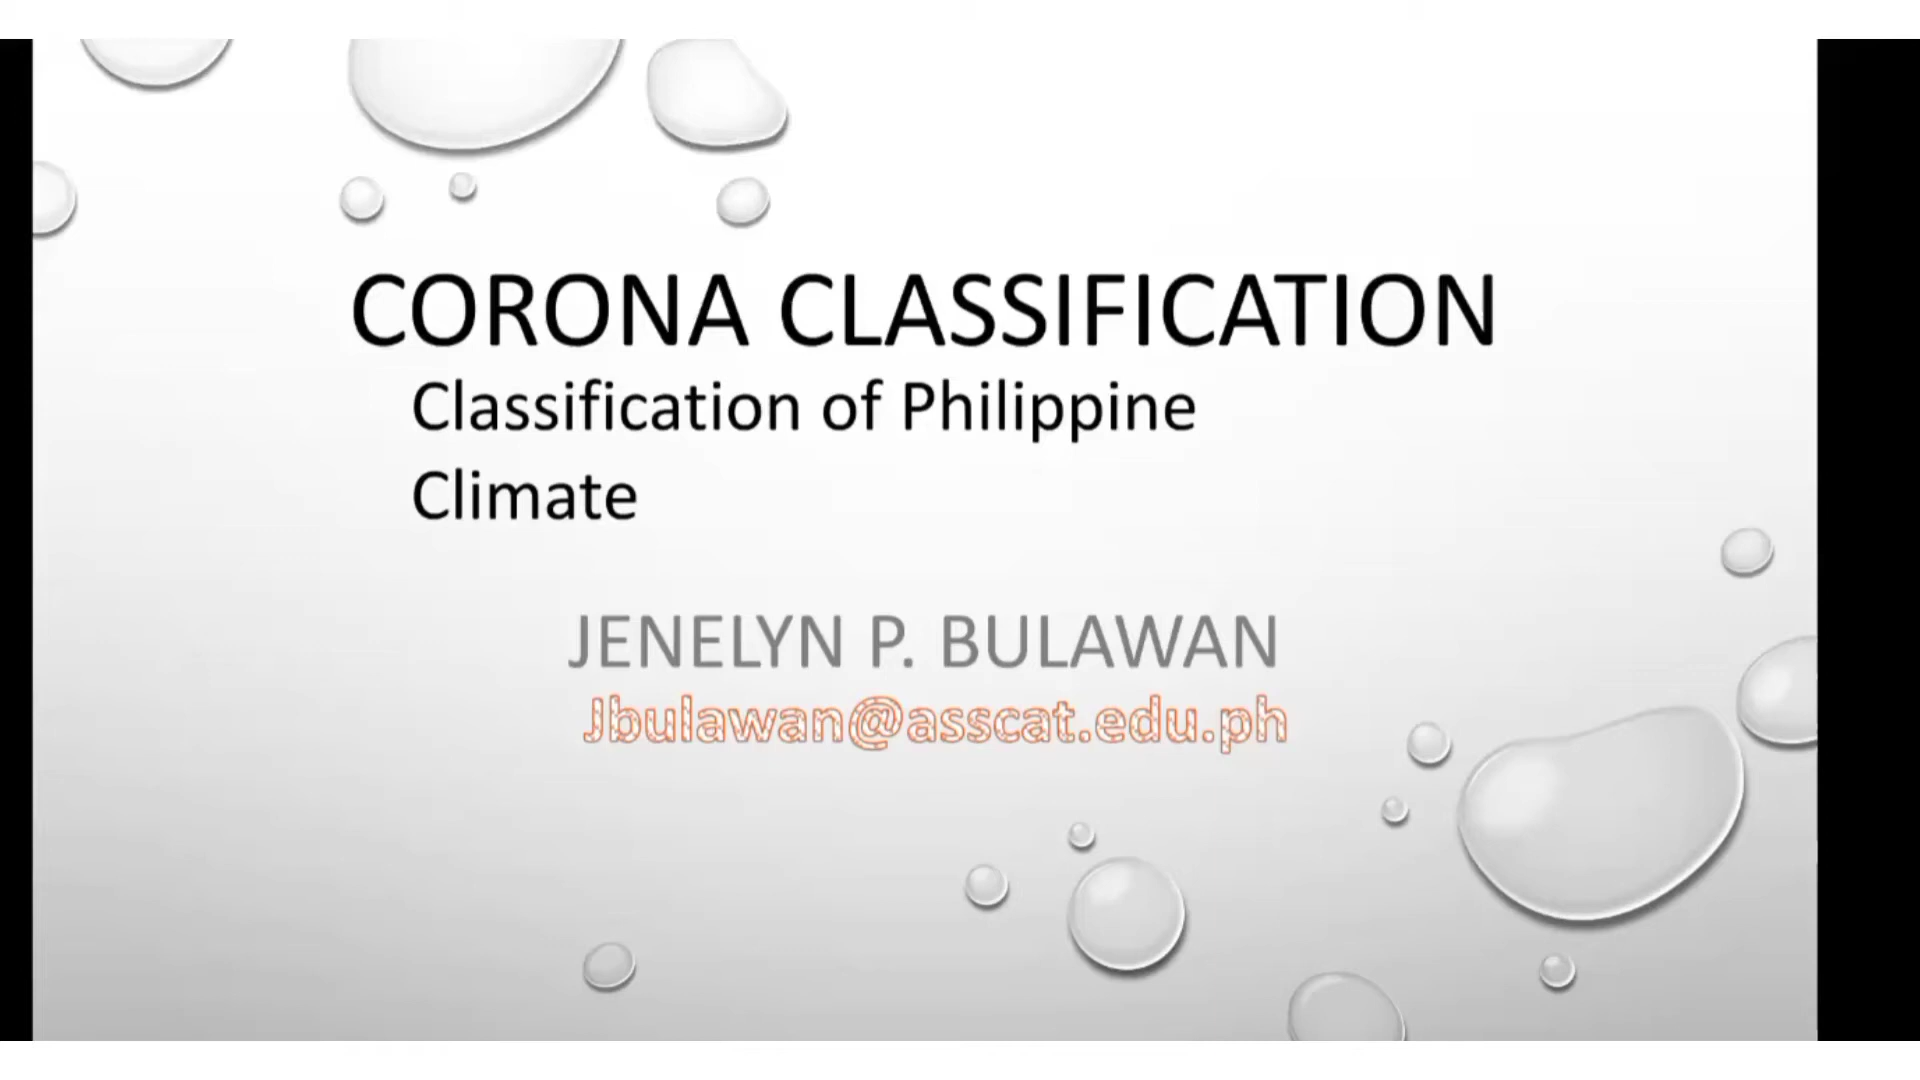 CORONA CLASSIFICATION
Classification of Philippine
Climate
JENELYN P. BULAWAN
Jbulawan@asscat.edu.ph